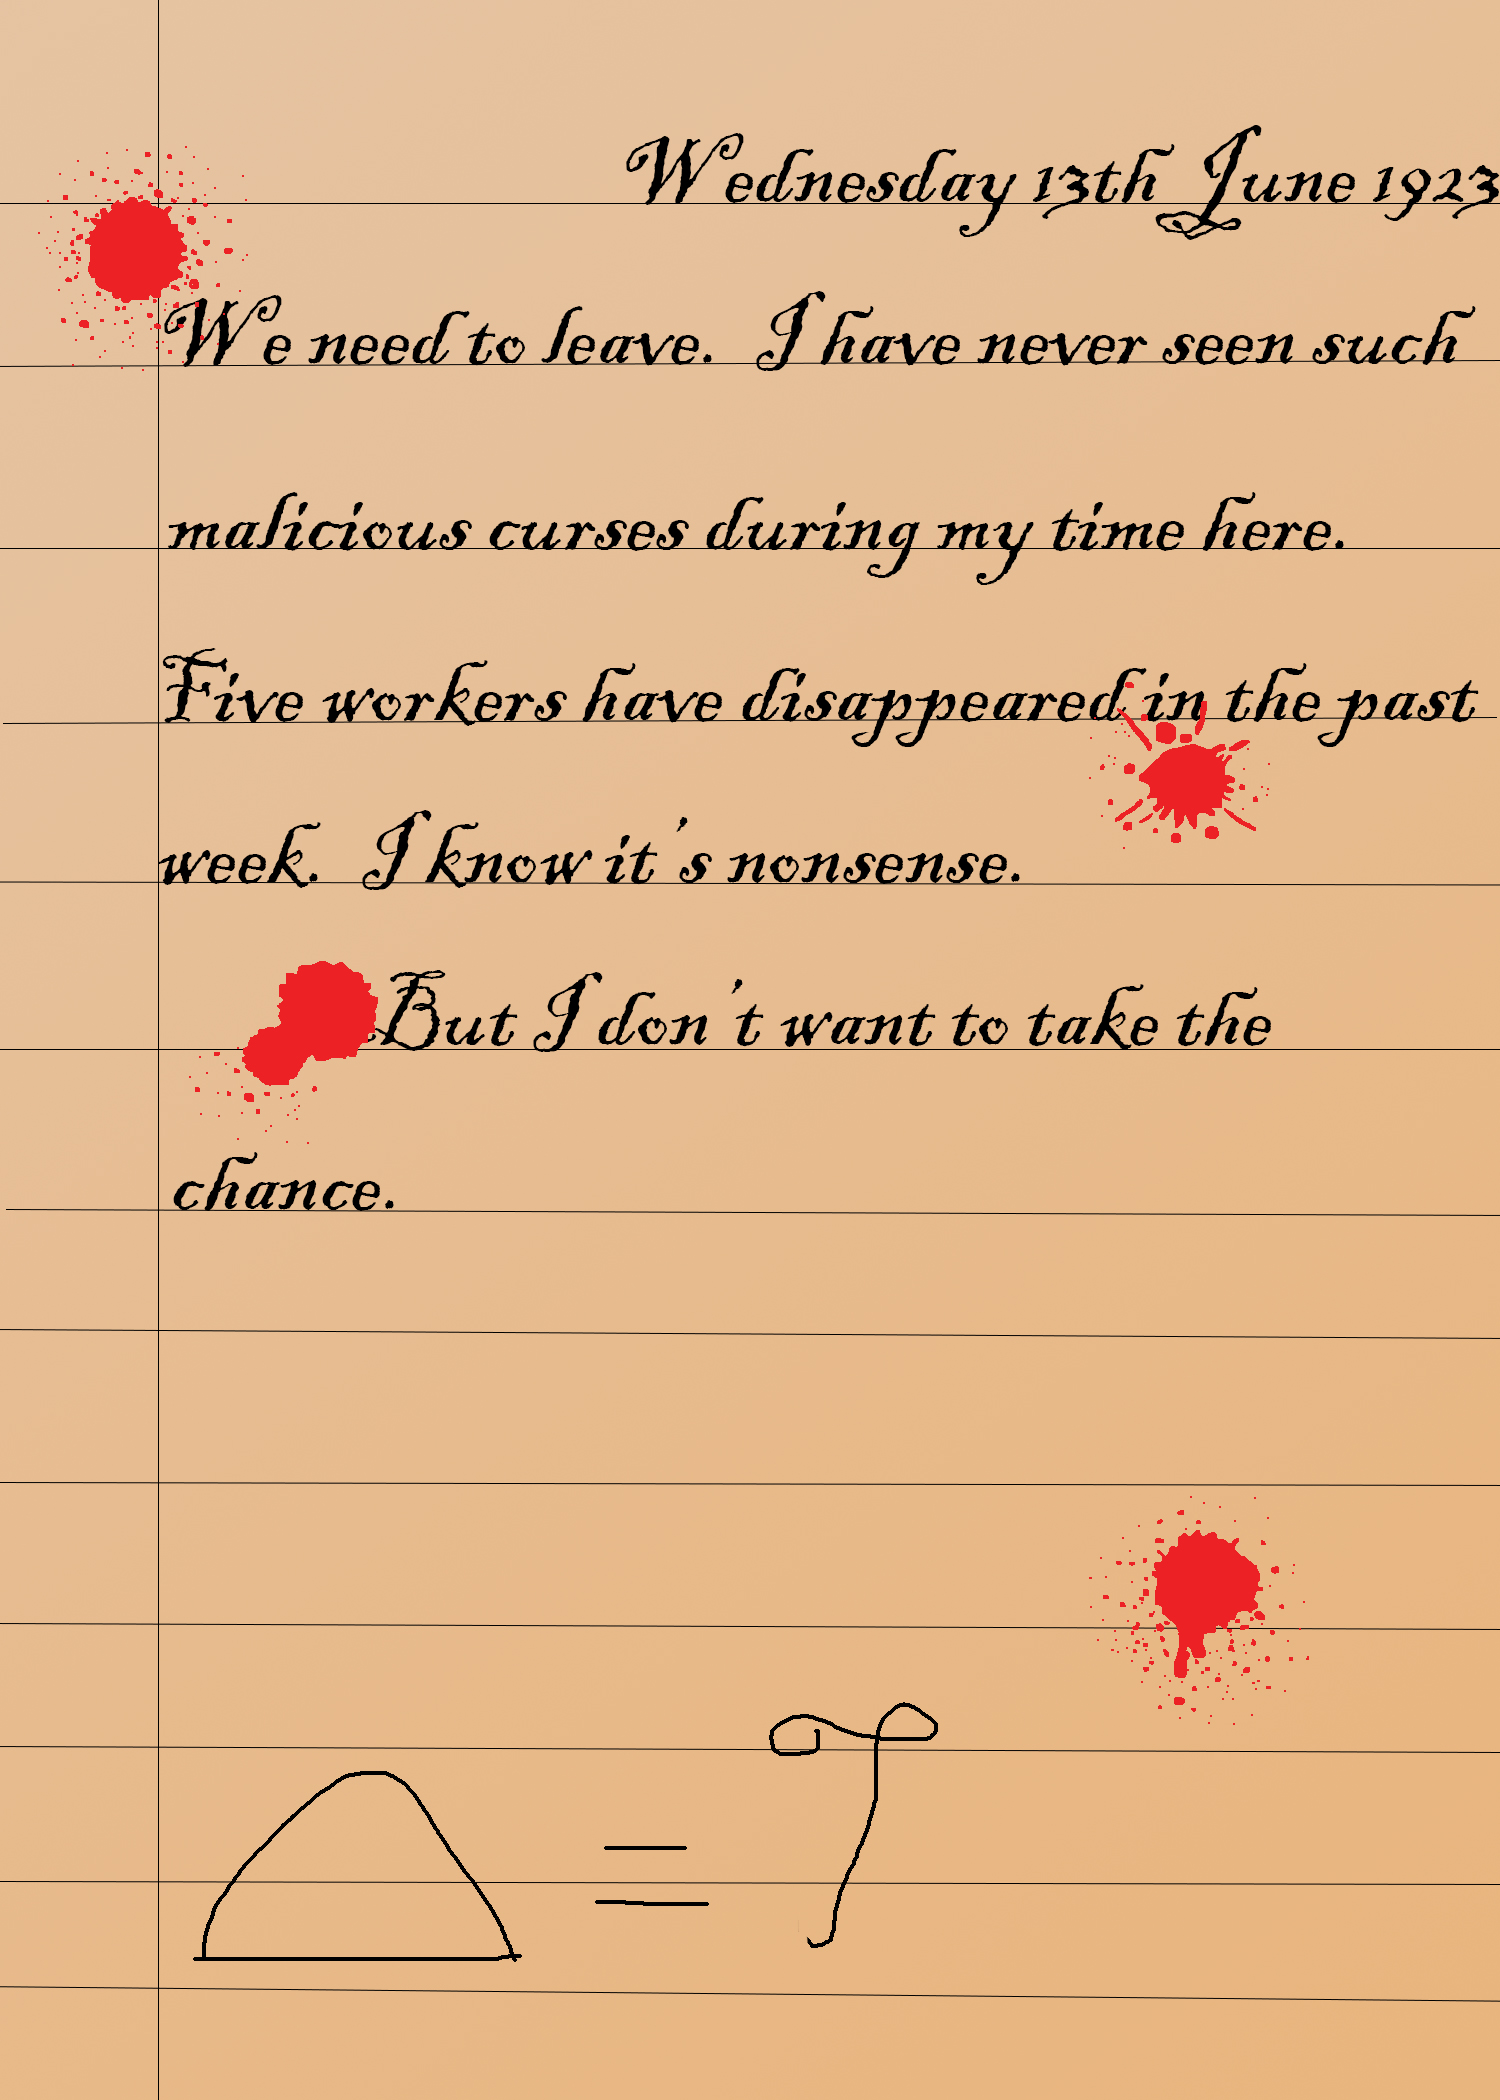 Wednesday 13th June 1923
We need to leave. I have never seen such
malicious curses during my time here.
Five workers have disappeared in the past
week. I know it's nonsense.
But I don't want to take the
chance.